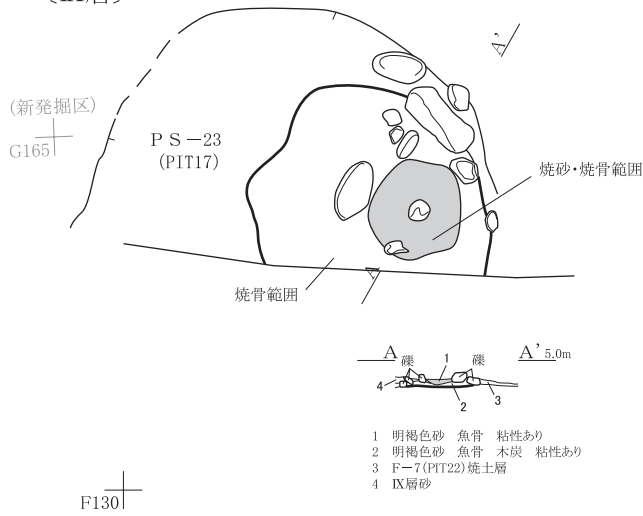 (新発掘区)
G165
PS-23
(PIT17)
A'
焼砂・焼骨範囲
焼骨範囲
A
A 礫 1 礫 A' 5.0m
4 2 3
1 明褐色砂 魚骨 粘性あり
2 明褐色砂 魚骨 木炭 粘性あり
3 F-7(PIT22)焼土層
4 Ⅸ層砂
F130